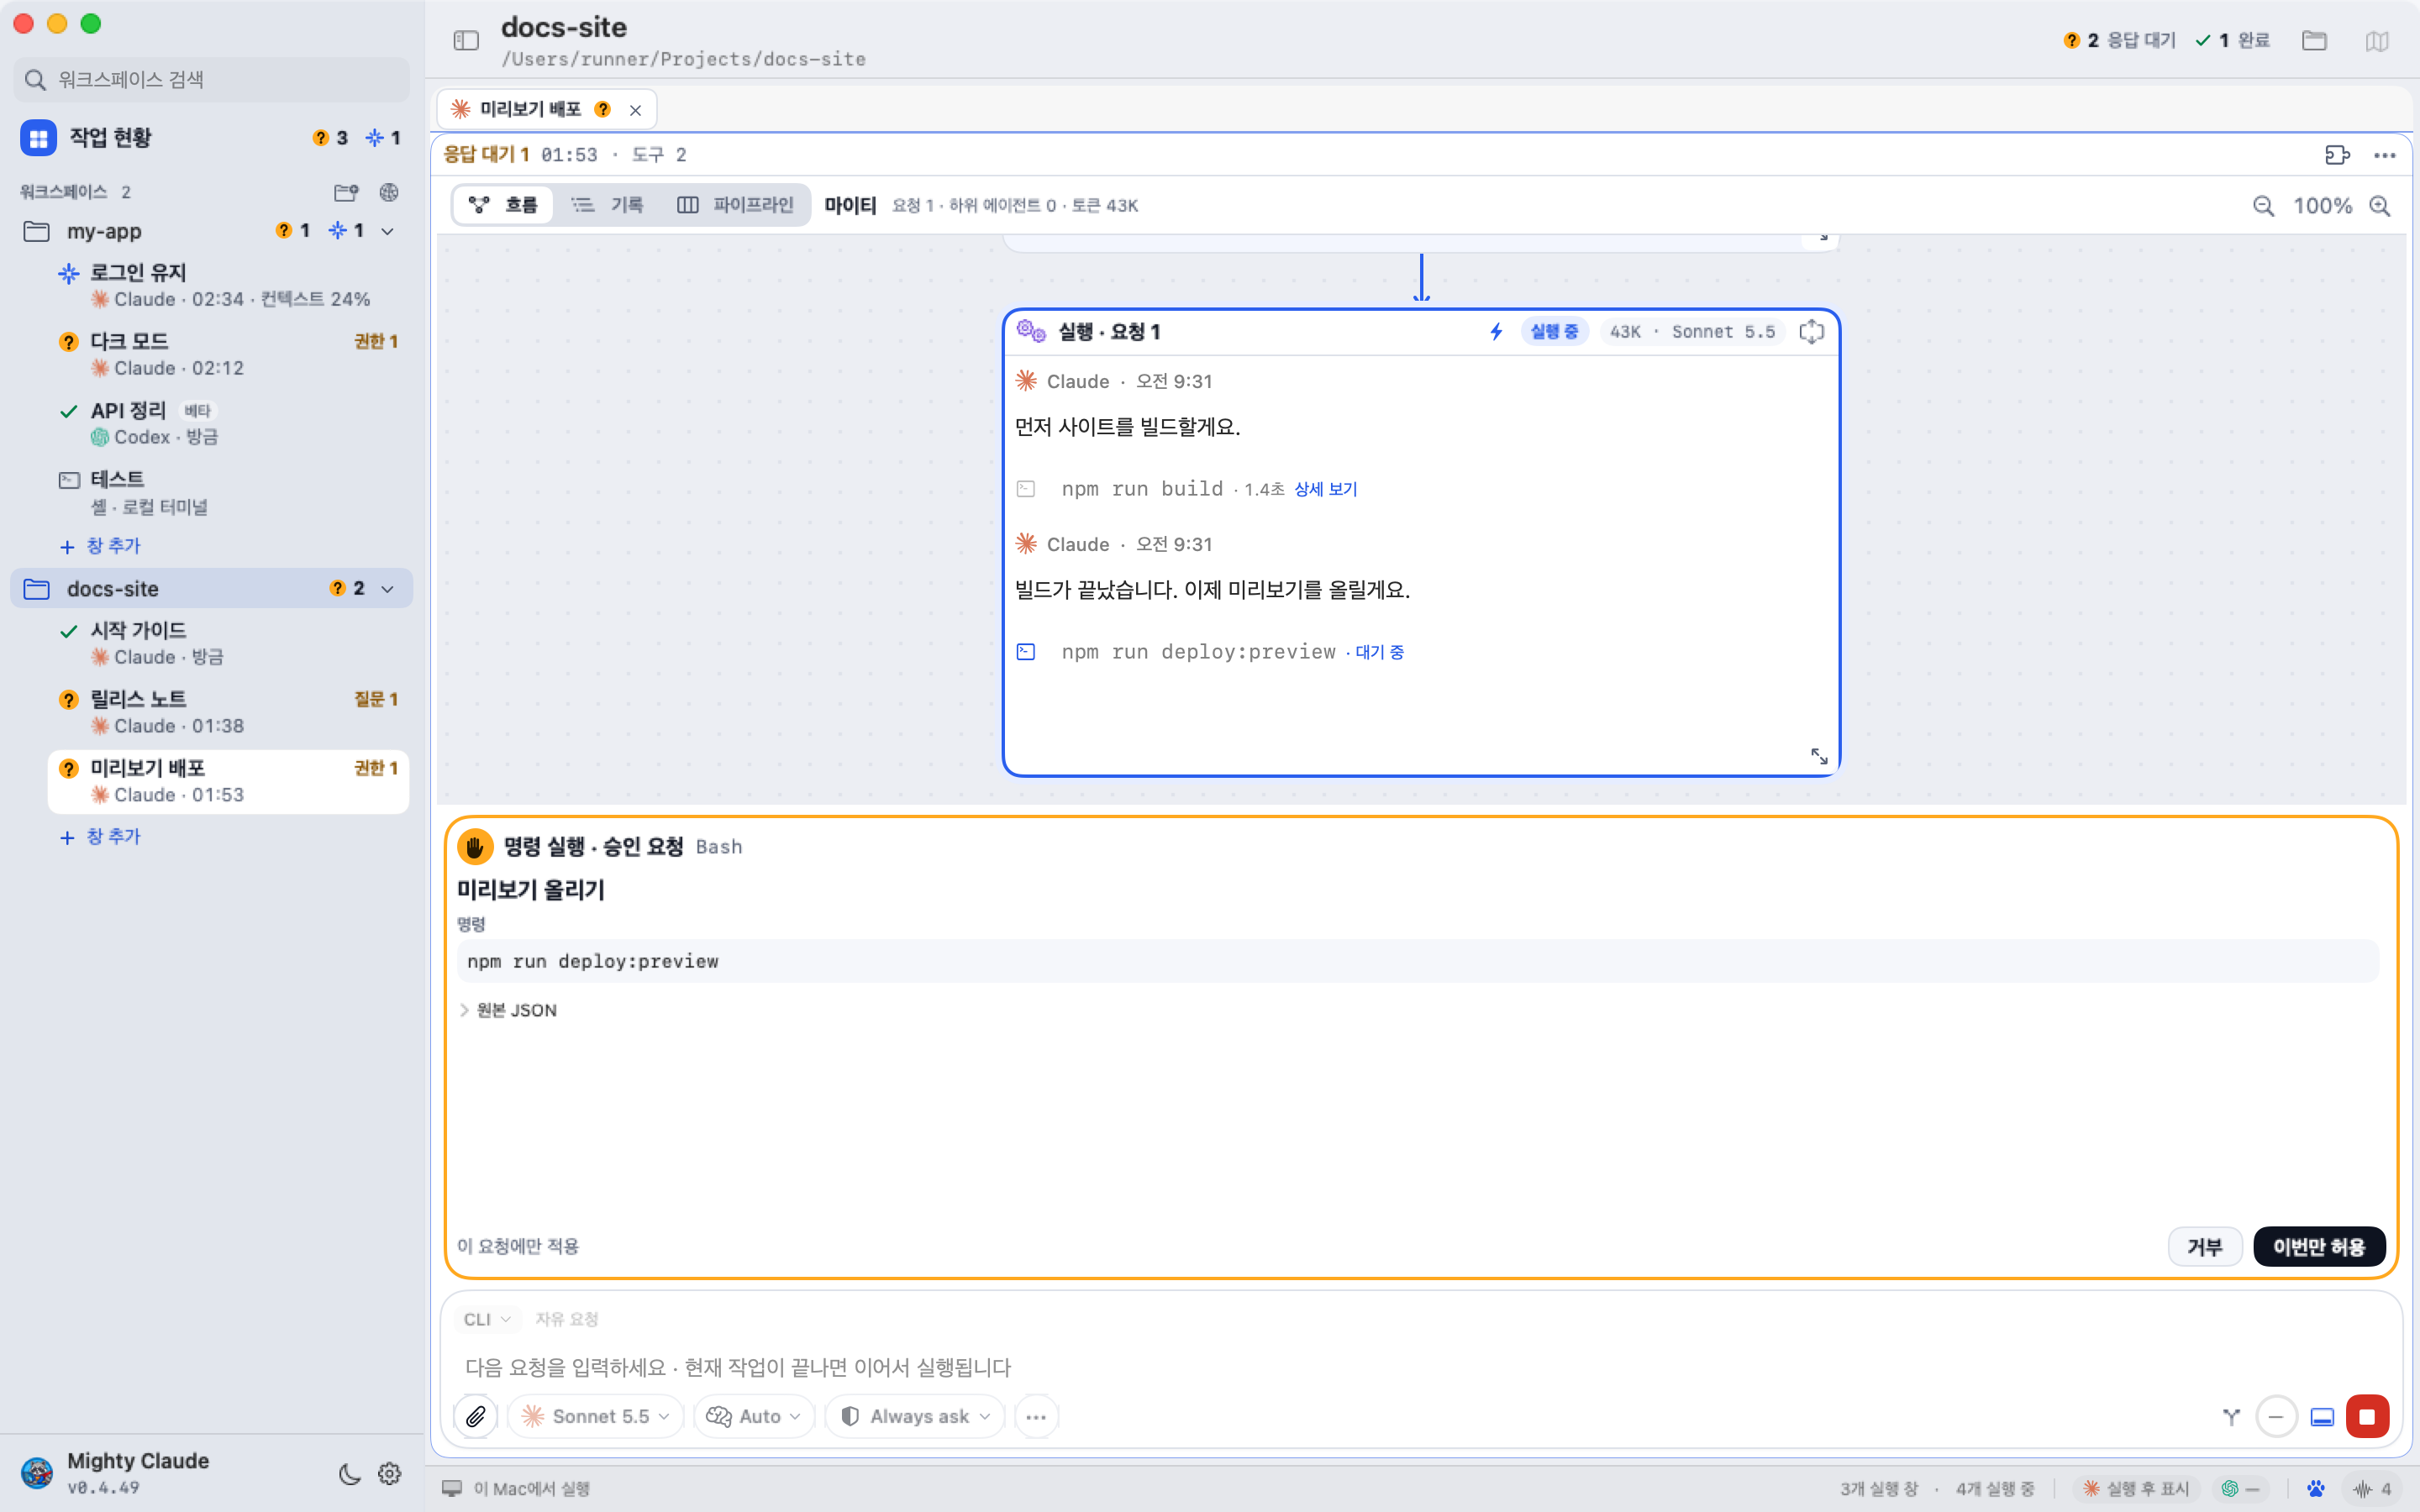 docs-site
/Users/runner/Projects/docs-site
2 응답 대기 1 완료
워크스페이스 검색
작업 현황 3 1
워크스페이스 2
my-app 1 1
로그인 유지
Claude · 02:34 · 컨텍스트 24%
다크 모드 권한 1
Claude · 02:12
API 정리 베타
Codex · 방금
테스트
셸 · 로컬 터미널
+ 창 추가
docs-site 2
시작 가이드
Claude · 방금
릴리스 노트 질문 1
Claude · 01:38
미리보기 배포 권한 1
Claude · 01:53
+ 창 추가
Mighty Claude
v0.4.49
미리보기 배포
응답 대기 1 01:53 · 도구 2
흐름 기록 파이프라인 마이티 요청 1 · 하위 에이전트 0 · 토큰 43K
100%
실행 · 요청 1 실행 중 43K · Sonnet 5.5
Claude · 오전 9:31
먼저 사이트를 빌드할게요.
npm run build · 1.4초 상세 보기
Claude · 오전 9:31
빌드가 끝났습니다. 이제 미리보기를 올릴게요.
npm run deploy:preview · 대기 중
명령 실행 · 승인 요청 Bash
미리보기 올리기
명령
npm run deploy:preview
원본 JSON
이 요청에만 적용 거부 이번만 허용
CLI 자유 요청
다음 요청을 입력하세요 · 현재 작업이 끝나면 이어서 실행됩니다
Sonnet 5.5 Auto Always ask
이 Mac에서 실행 3개 실행 창 · 4개 실행 중 실행 후 표시 — 4